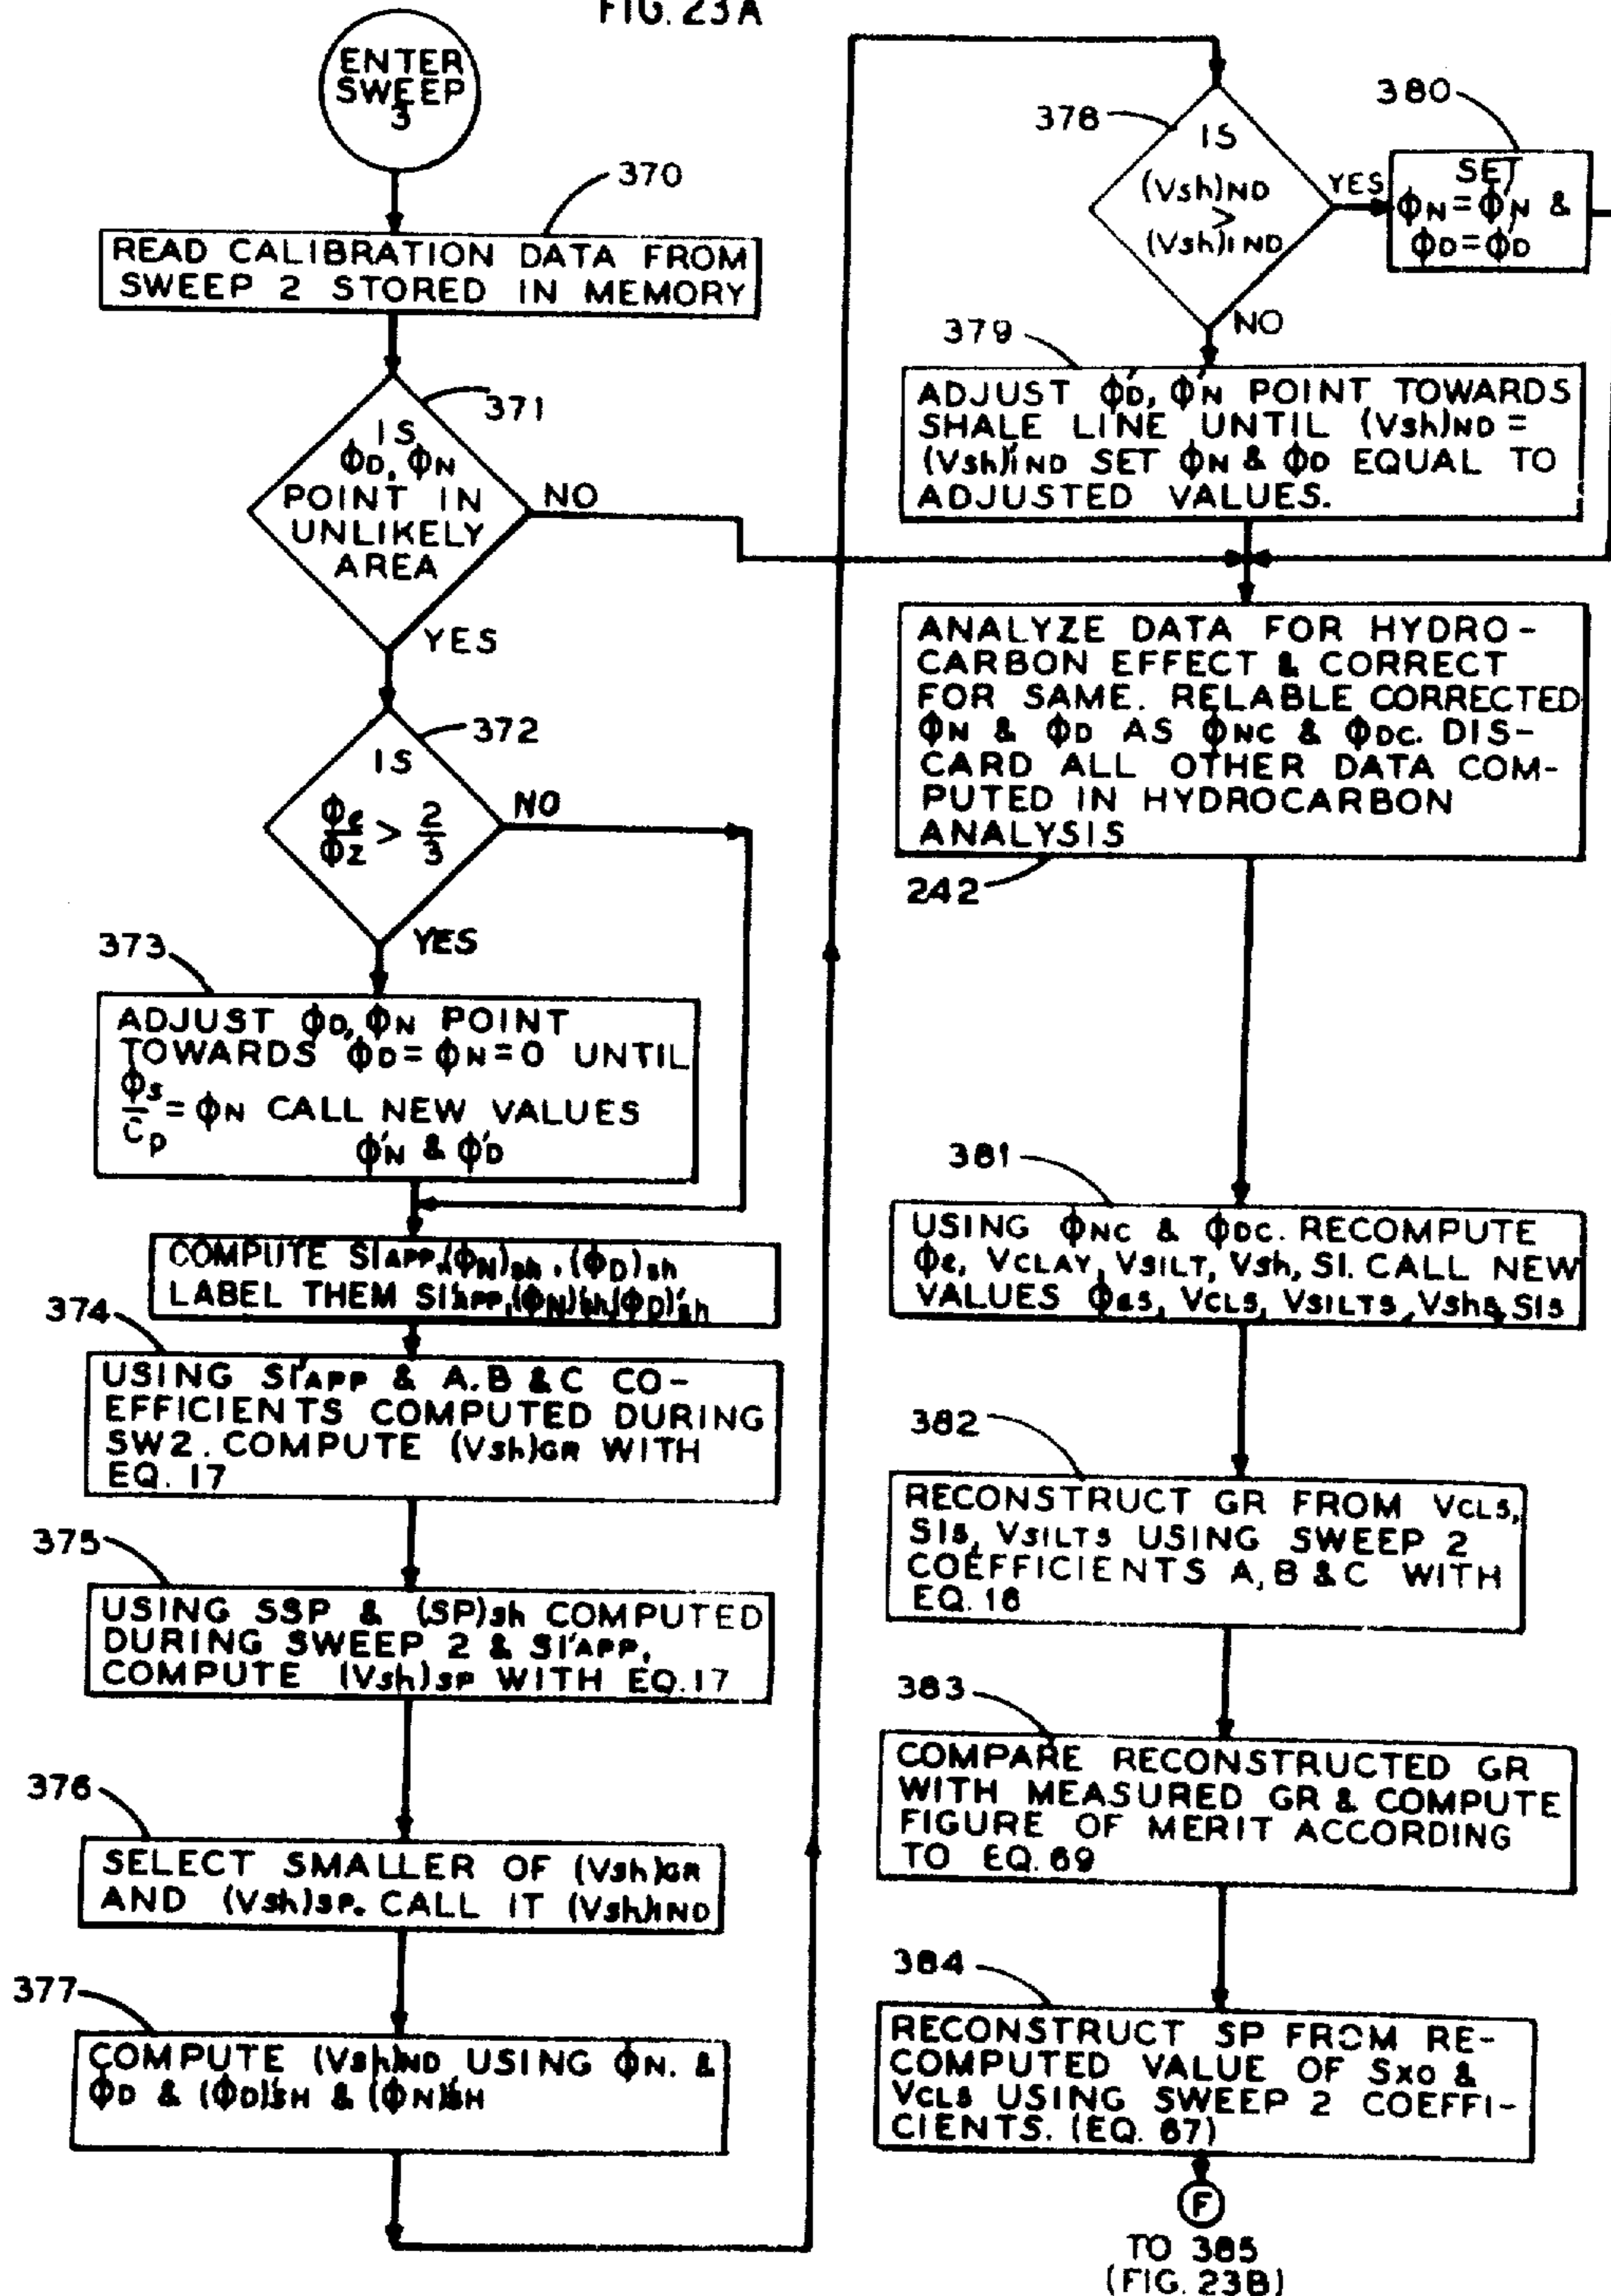 FIG. 23A
ENTER
SWEEP
3
370
READ CALIBRATION DATA FROM
SWEEP 2 STORED IN MEMORY
371
IS
ϕD, ϕN
POINT IN
UNLIKELY
AREA
NO
YES
372
IS
ϕe/ϕz > 2/3
NO
YES
373
ADJUST ϕD, ϕN POINT
TOWARDS ϕD = ϕN = 0 UNTIL
ϕs/Cp = ϕN CALL NEW VALUES
ϕ'N & ϕ'D
COMPUTE SIAPP, (ϕN)sh, (ϕD)sh
LABEL THEM SI'APP, (ϕN)'sh, (ϕD)'sh
374
USING SI'APP & A.B & C CO-
EFFICIENTS COMPUTED DURING
SW2. COMPUTE (Vsh)GR WITH
EQ. 17
375
USING SSP & (SP)sh COMPUTED
DURING SWEEP 2 & SI'APP,
COMPUTE (Vsh)SP WITH EQ. 17
376
SELECT SMALLER OF (Vsh)GR
AND (Vsh)SP. CALL IT (Vsh)IND
377
COMPUTE (Vsh)ND USING ϕN. &
ϕD & (ϕD)'SH & (ϕN)'SH
378
IS
(Vsh)ND
>
(Vsh)IND
YES
NO
380
SET
ϕN = ϕ'N &
ϕD = ϕ'D
379
ADJUST ϕ'D, ϕ'N POINT TOWARDS
SHALE LINE UNTIL (Vsh)ND =
(Vsh)'IND SET ϕN & ϕD EQUAL TO
ADJUSTED VALUES.
ANALYZE DATA FOR HYDRO-
CARBON EFFECT & CORRECT
FOR SAME. RELABLE CORRECTED
ϕN & ϕD AS ϕNC & ϕDC. DIS-
CARD ALL OTHER DATA COM-
PUTED IN HYDROCARBON
ANALYSIS
242
381
USING ϕNC & ϕDC. RECOMPUTE
ϕe, VCLAY, VSILT, Vsh, SI. CALL NEW
VALUES ϕes, VCLS, VSILTS, Vshs, SIS
382
RECONSTRUCT GR FROM VCLS,
SIS, VSILTS USING SWEEP 2
COEFFICIENTS A, B & C WITH
EQ. 16
383
COMPARE RECONSTRUCTED GR
WITH MEASURED GR & COMPUTE
FIGURE OF MERIT ACCORDING
TO EQ. 69
384
RECONSTRUCT SP FROM RE-
COMPUTED VALUE OF Sxo &
VCLS USING SWEEP 2 COEFFI-
CIENTS. (EQ. 67)
F
TO 385
(FIG. 23B)